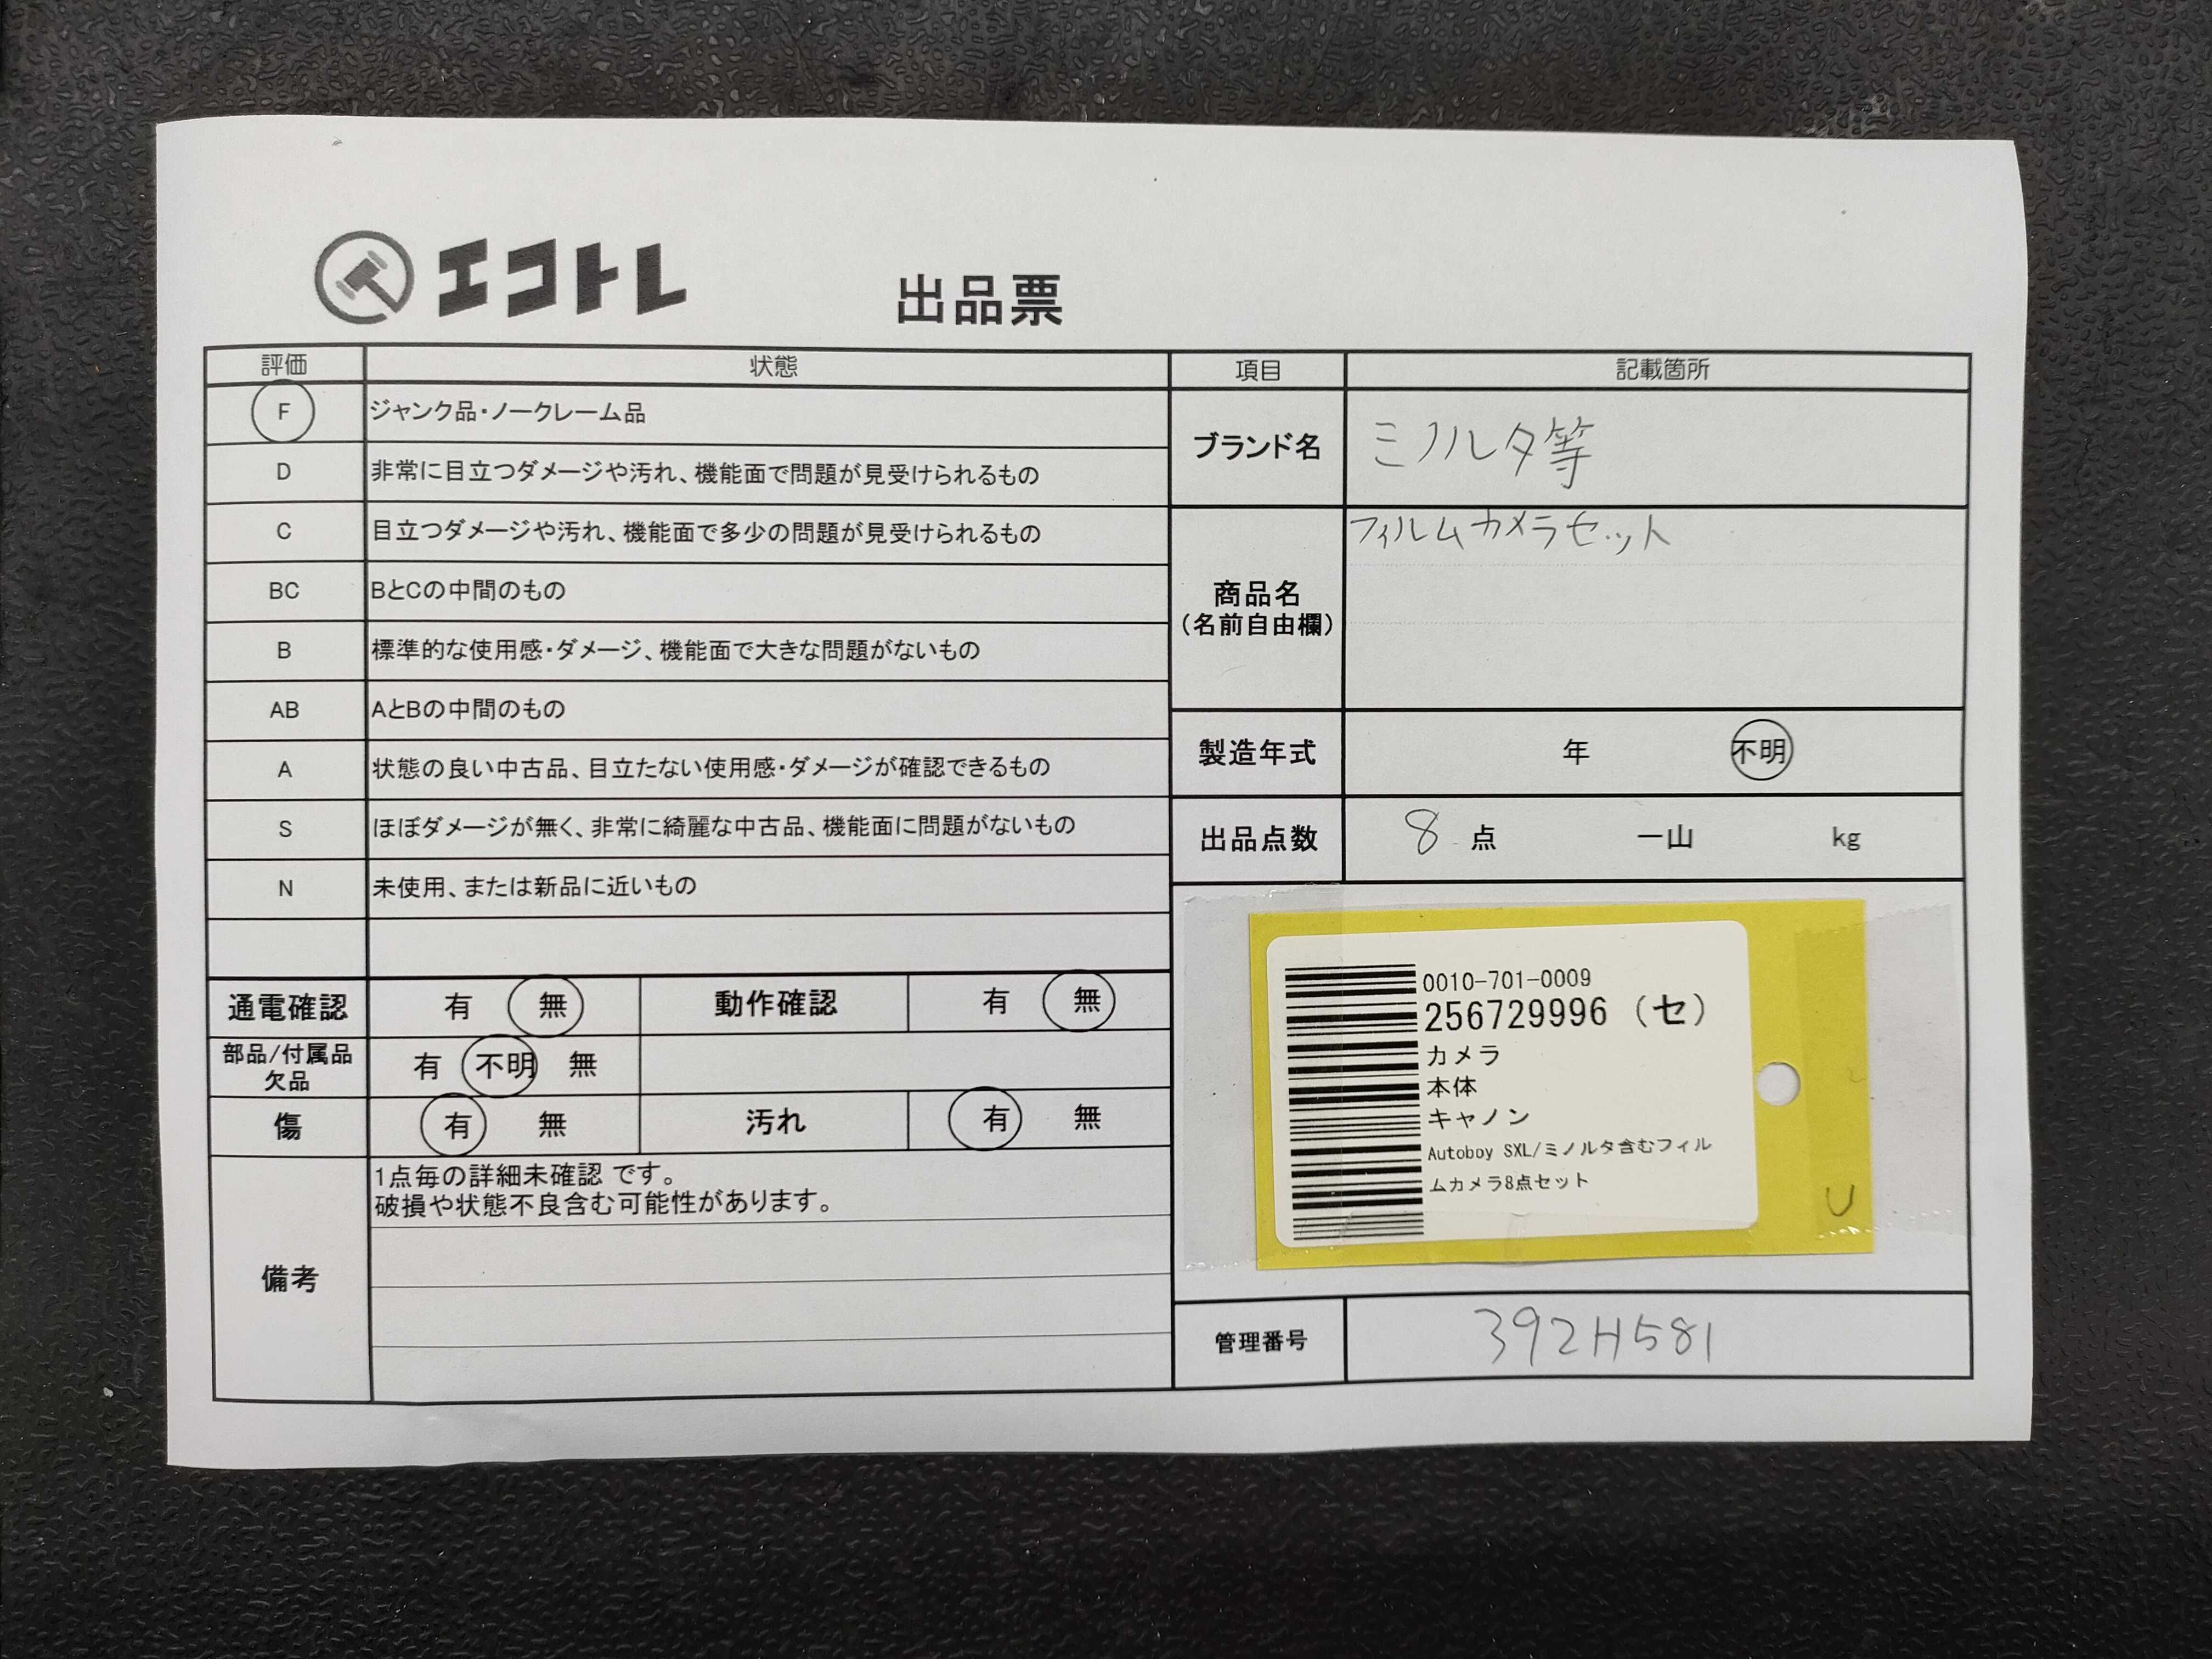 エコトレ
出品票
評価 状態
F ジャンク品・ノークレーム品
D 非常に目立つダメージや汚れ、機能面で問題が見受けられるもの
C 目立つダメージや汚れ、機能面で多少の問題が見受けられるもの
BC BとCの中間のもの
B 標準的な使用感・ダメージ、機能面で大きな問題がないもの
AB AとBの中間のもの
A 状態の良い中古品、目立たない使用感・ダメージが確認できるもの
S ほぼダメージが無く、非常に綺麗な中古品、機能面に問題がないもの
N 未使用、または新品に近いもの
通電確認 有 無 動作確認 有 無
部品/付属品
欠品
有 不明 無
傷 有 無 汚れ 有 無
備考
1点毎の詳細未確認 です。
破損や状態不良含む可能性があります。
項目 記載箇所
ブランド名 ミノルタ等
商品名
(名前自由欄)
フィルムカメラセット
製造年式 年 不明
出品点数 8 点 一山 kg
0010-701-0009
256729996 (セ)
カメラ
本体
キャノン
Autoboy SXL/ミノルタ含むフィル
ムカメラ8点セット
U
管理番号 392H581